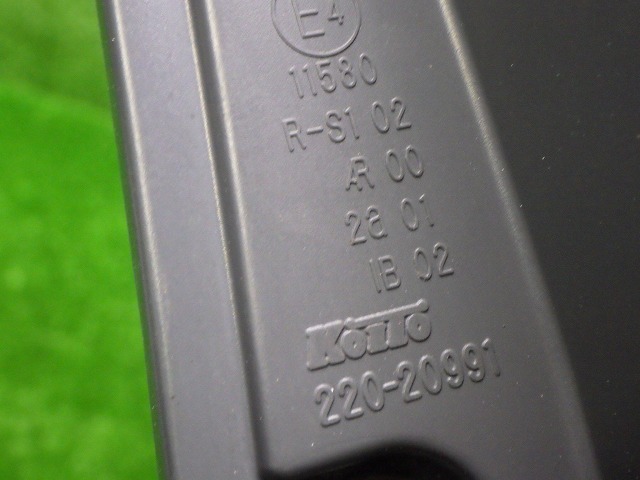 E4
11580
R-S1 02
AR 00
2a 01
IB 02
KOITO
220-20991